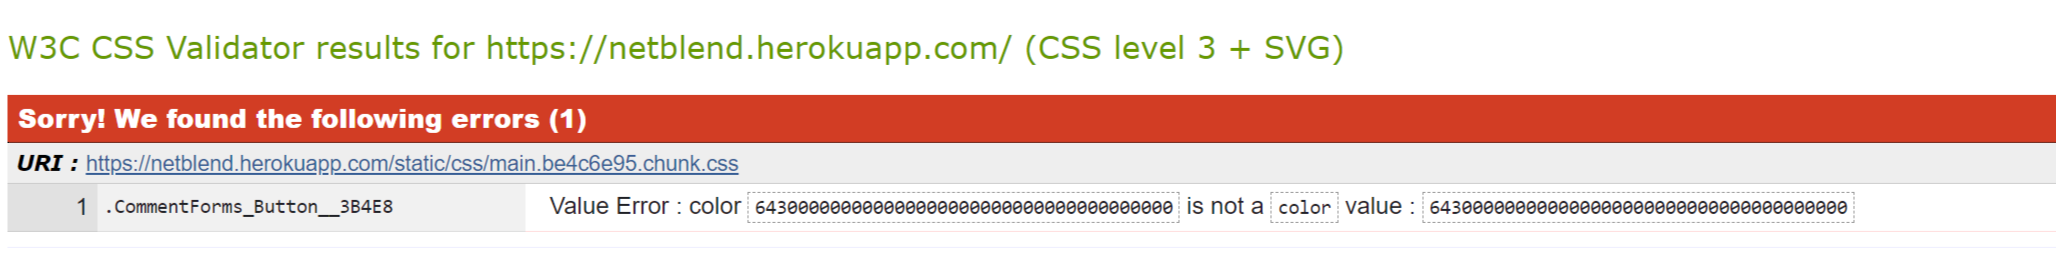 W3C CSS Validator results for https://netblend.herokuapp.com/ (CSS level 3 + SVG)
Sorry! We found the following errors (1)
URI : https://netblend.herokuapp.com/static/css/main.be4c6e95.chunk.css
1 .CommentForms_Button__3B4E8 Value Error : color 643000000000000000000000000000000000000 is not a color value : 643000000000000000000000000000000000000